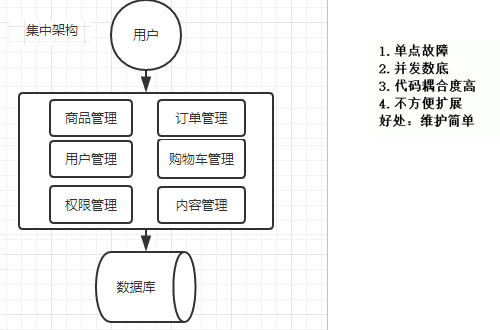 集中架构
用户
商品管理
订单管理
用户管理
购物车管理
权限管理
内容管理
数据库
1.单点故障
2.并发数底
3.代码耦合度高
4.不方便扩展
好处：维护简单